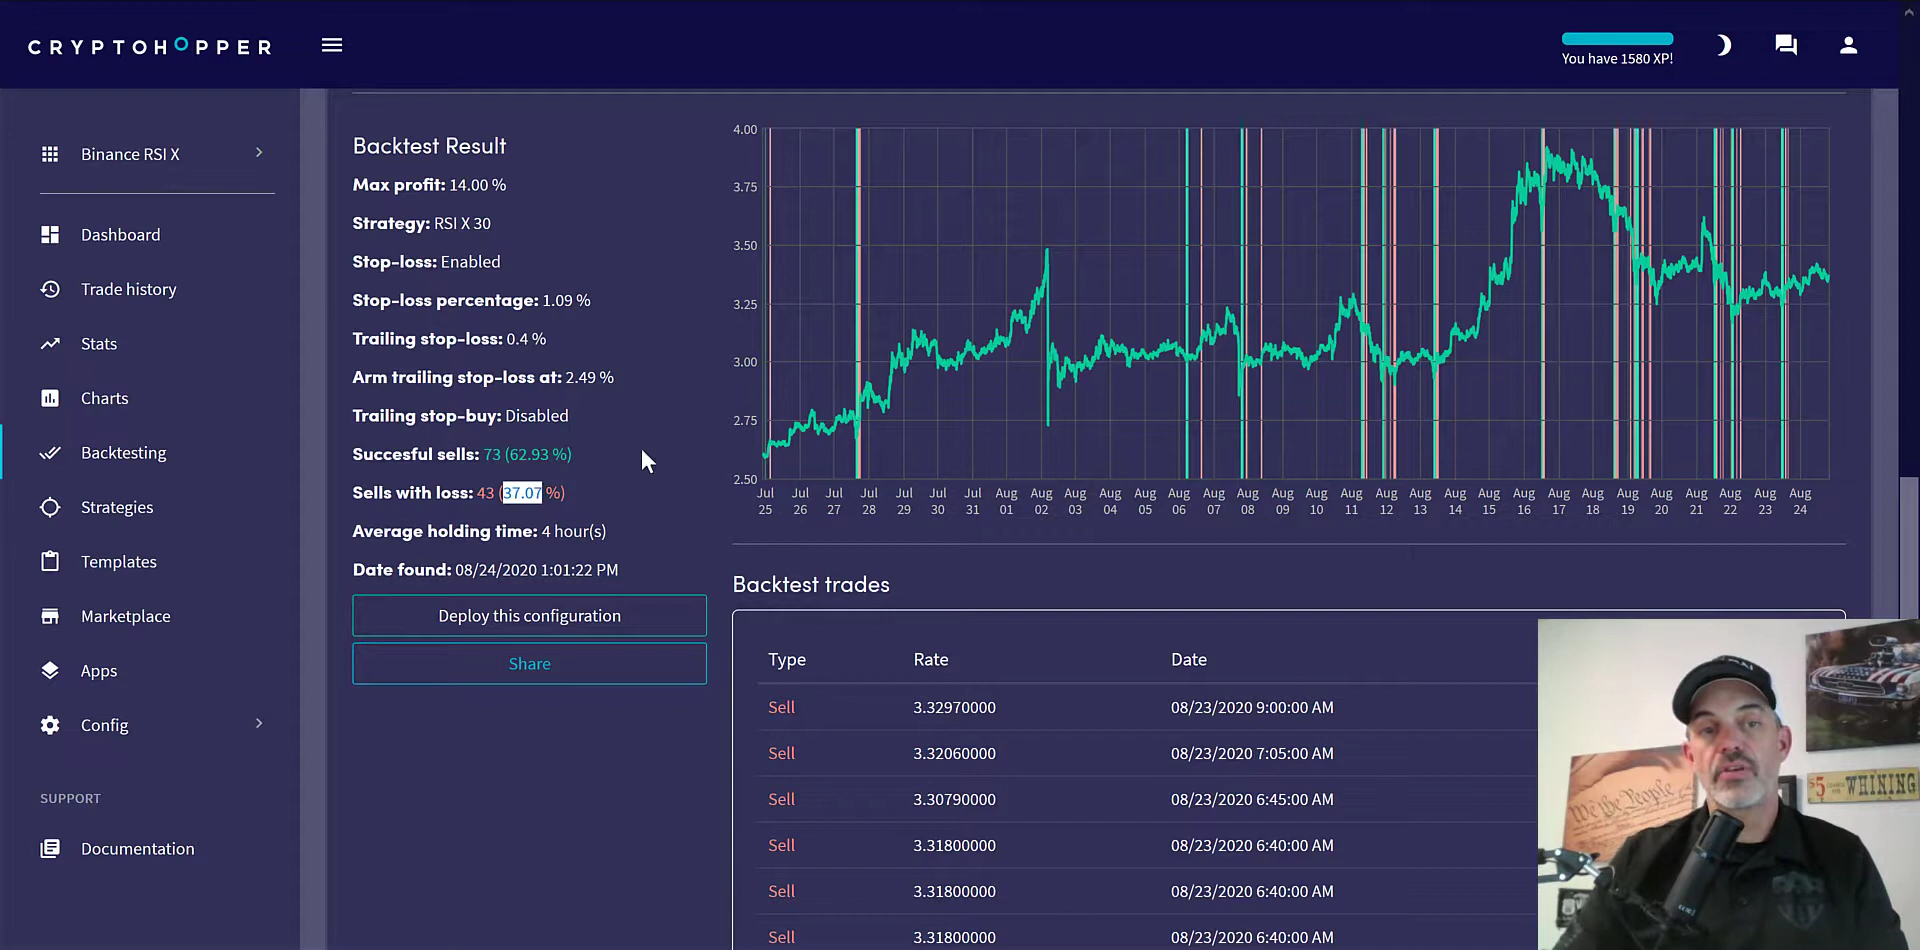 CRYPTOHOPPER
You have 1580 XP!
Binance RSI X
Dashboard
Trade history
Stats
Charts
Backtesting
Strategies
Templates
Marketplace
Apps
Config
SUPPORT
Documentation
Backtest Result
Max profit: 14.00 %
Strategy: RSI X 30
Stop-loss: Enabled
Stop-loss percentage: 1.09 %
Trailing stop-loss: 0.4 %
Arm trailing stop-loss at: 2.49 %
Trailing stop-buy: Disabled
Succesful sells: 73 (62.93 %)
Sells with loss: 43 (37.07 %)
Average holding time: 4 hour(s)
Date found: 08/24/2020 1:01:22 PM
Deploy this configuration
Share
4.00
3.75
3.50
3.25
3.00
2.75
2.50
Jul Jul Jul Jul Jul Jul Jul Aug Aug Aug Aug Aug Aug Aug Aug Aug Aug Aug Aug Aug Aug Aug Aug Aug Aug Aug Aug Aug Aug Aug Aug
25 26 27 28 29 30 31 01 02 03 04 05 06 07 08 09 10 11 12 13 14 15 16 17 18 19 20 21 22 23 24
Backtest trades
Type Rate Date
Sell 3.32970000 08/23/2020 9:00:00 AM
Sell 3.32060000 08/23/2020 7:05:00 AM
Sell 3.30790000 08/23/2020 6:45:00 AM
Sell 3.31800000 08/23/2020 6:40:00 AM
Sell 3.31800000 08/23/2020 6:40:00 AM
Sell 3.31800000 08/23/2020 6:40:00 AM
We the People
$5
WHINING